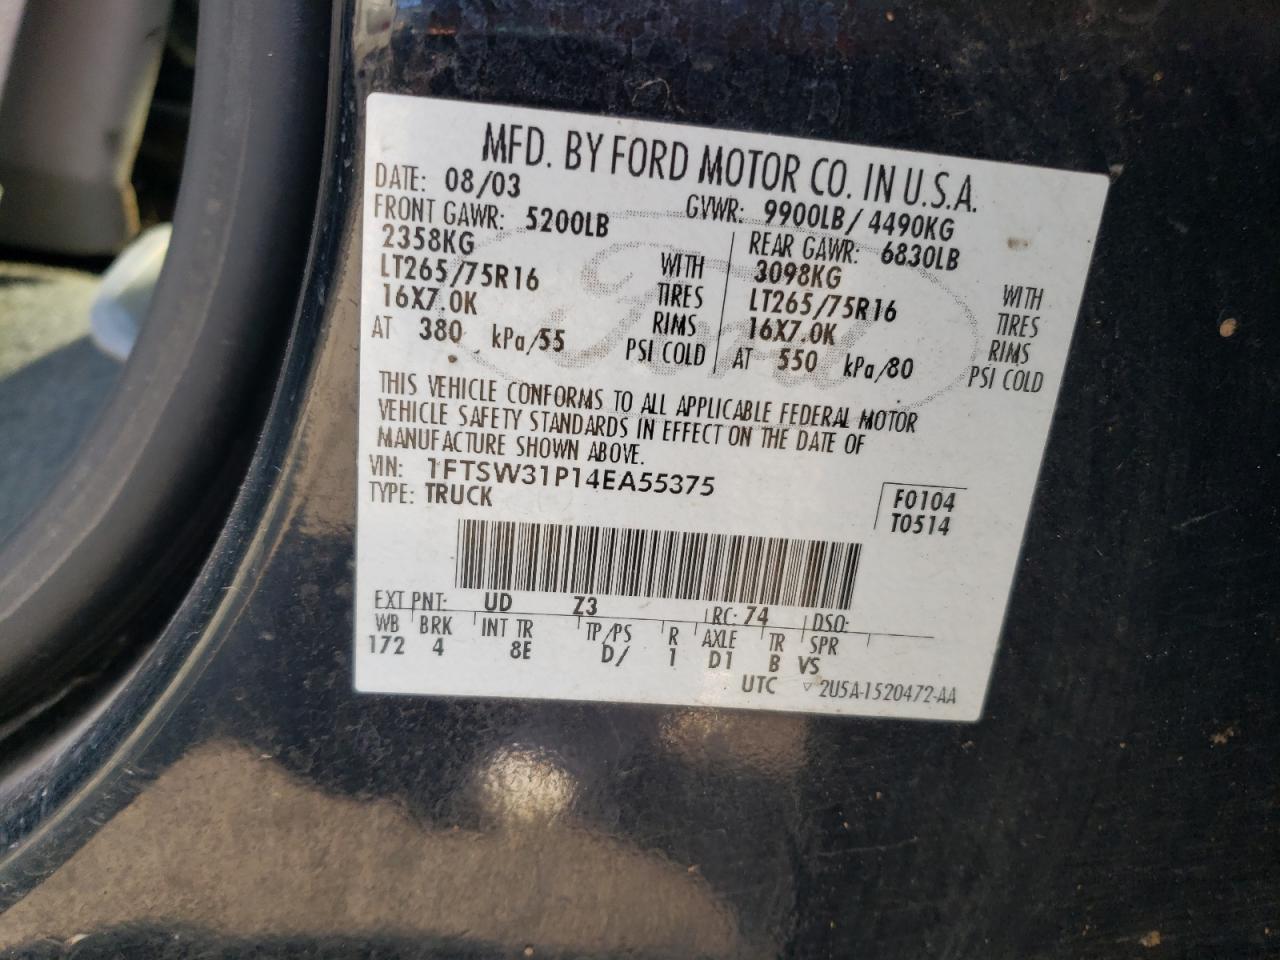 MFD. BY FORD MOTOR CO. IN U.S.A.
DATE: 08/03 GVWR: 9900LB/ 4490KG
FRONT GAWR: 5200LB REAR GAWR: 6830LB
2358KG WITH 3098KG WITH
LT265/75R16 TIRES LT265/75R16 TIRES
16X7.0K RIMS 16X7.0K RIMS
AT 380 kPa/55 PSI COLD AT 550 kPa/80 PSI COLD
THIS VEHICLE CONFORMS TO ALL APPLICABLE FEDERAL MOTOR
VEHICLE SAFETY STANDARDS IN EFFECT ON THE DATE OF
MANUFACTURE SHOWN ABOVE.
VIN: 1FTSW31P14EA55375
TYPE: TRUCK
F0104
T0514
EXT PNT: UD Z3 RC: 74 DSO:
WB BRK INT TR TP/PS R AXLE TR SPR
172 4 8E D/ 1 D1 B VS
UTC ▽ 2U5A-1520472-AA
Ford